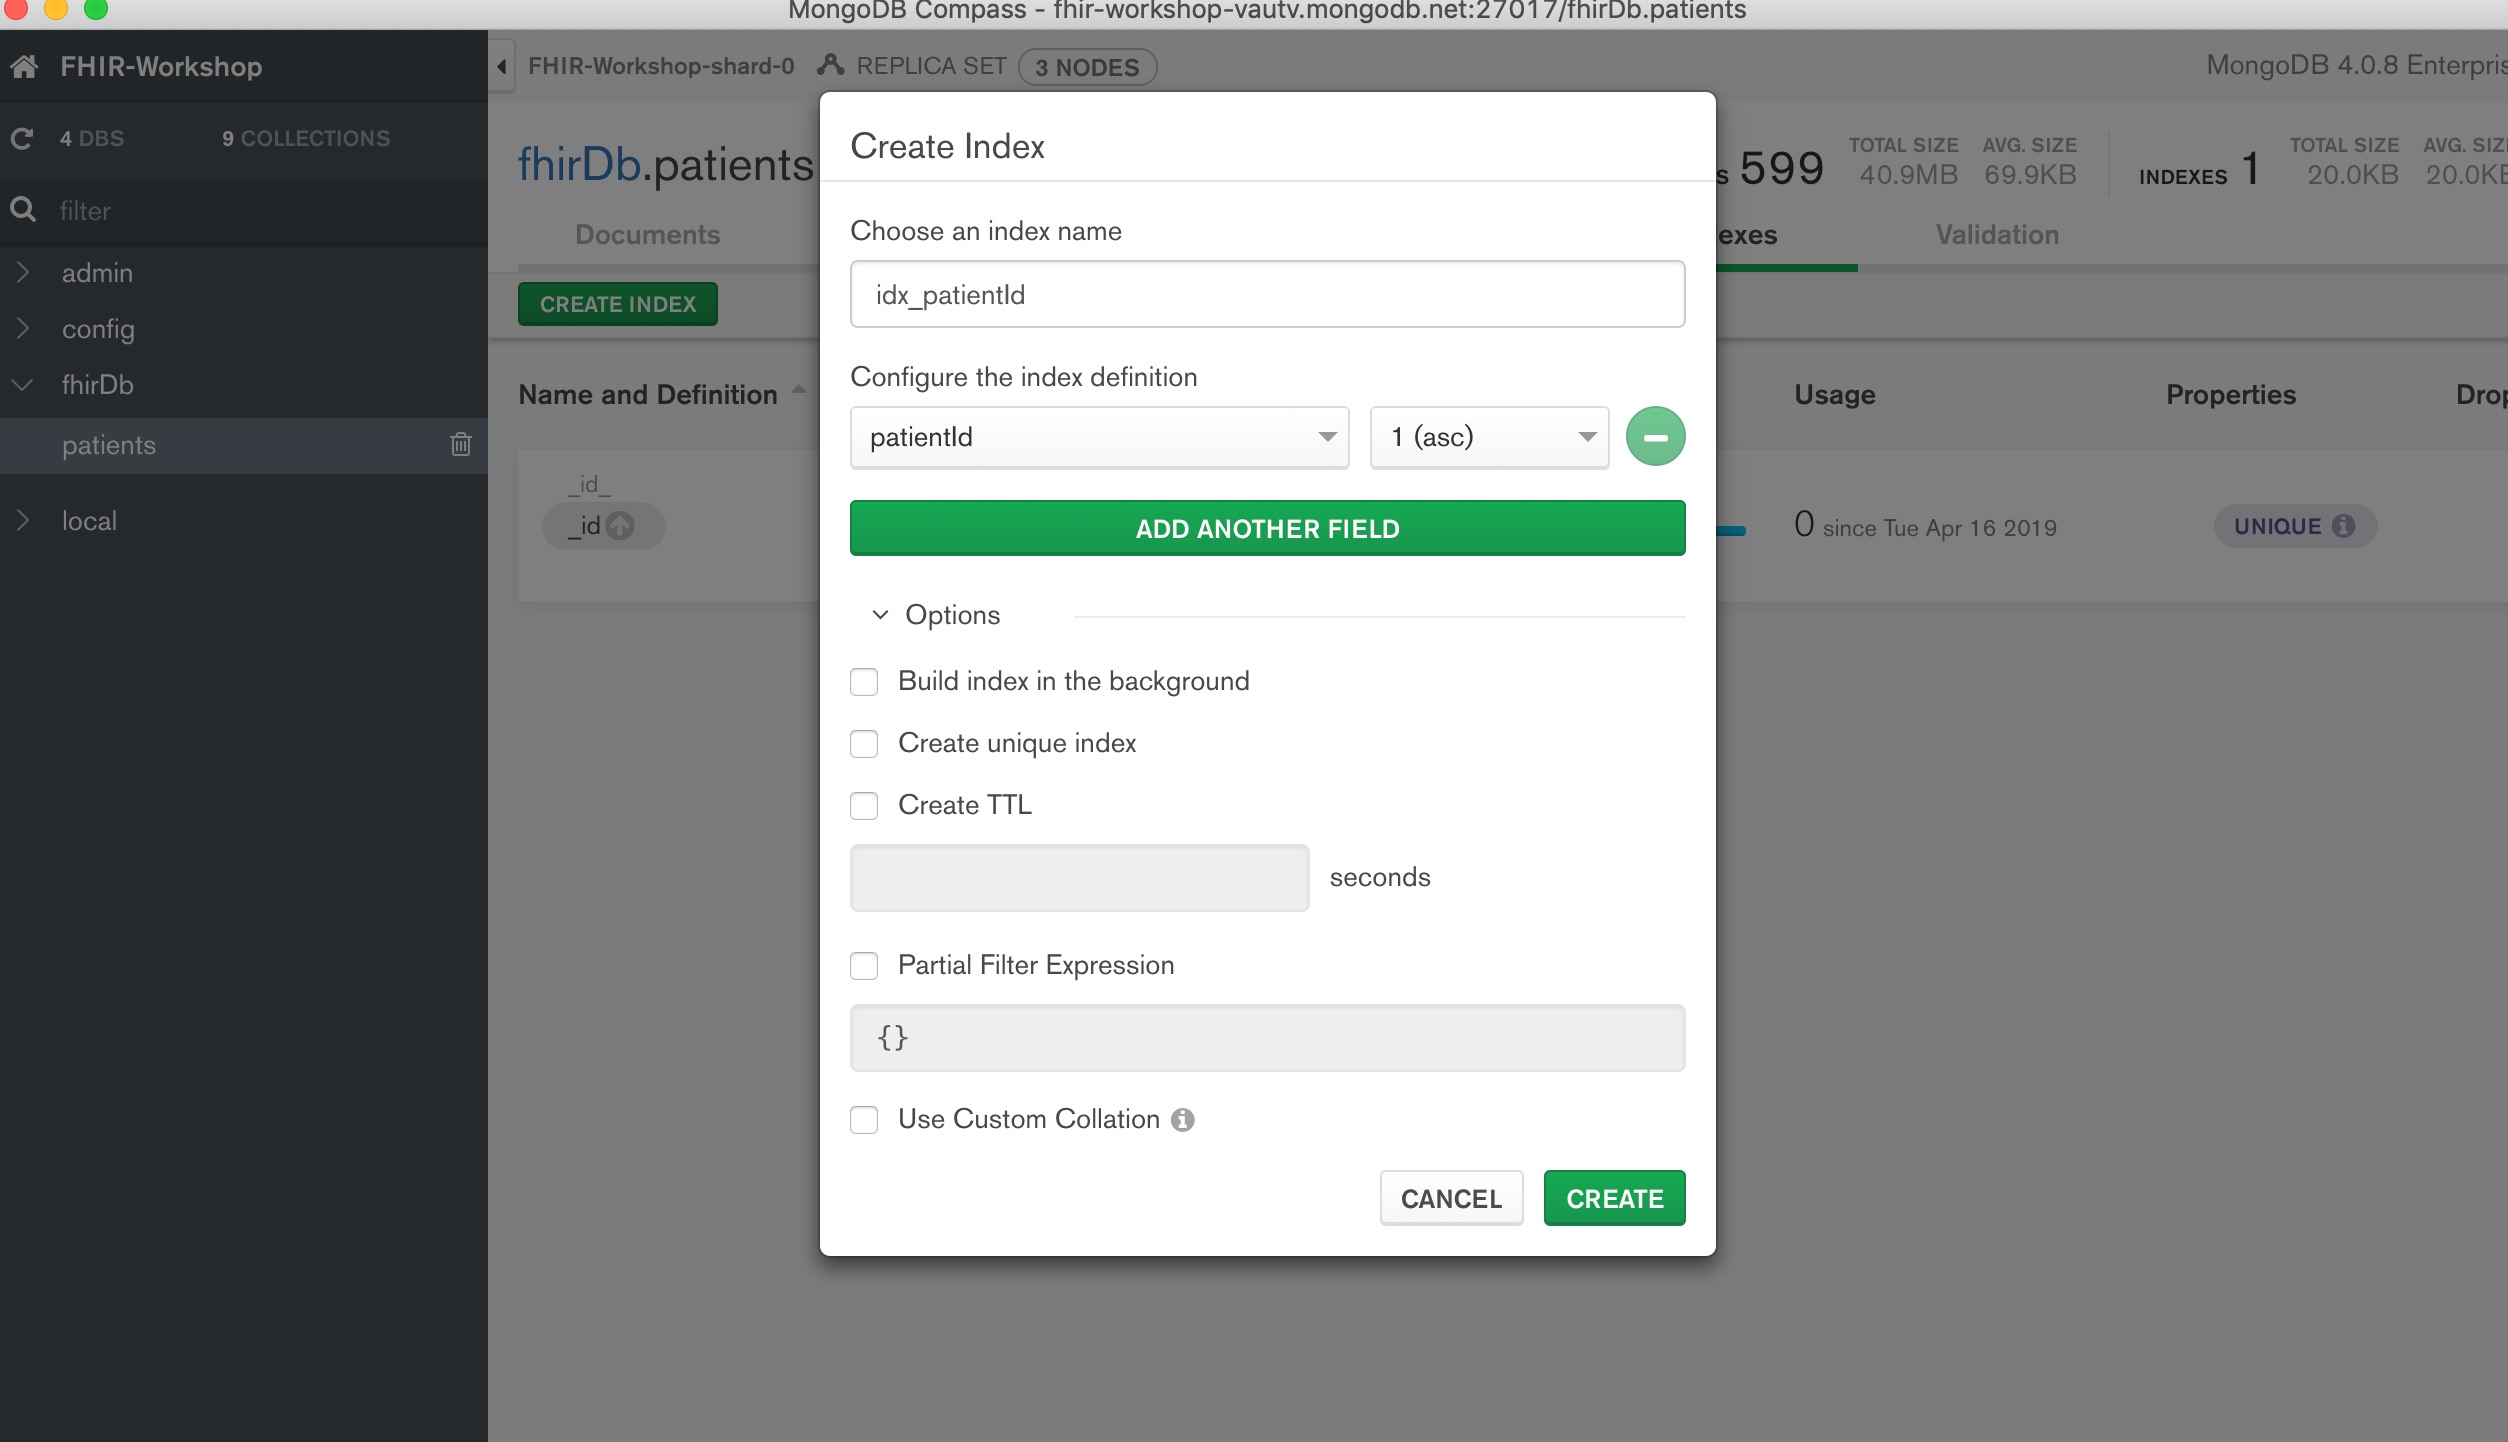 MongoDB Compass - fhir-workshop-vautv.mongodb.net:27017/fhirDb.patients
FHIR-Workshop
4 DBS 9 COLLECTIONS
filter
admin
config
fhirDb
patients
local
FHIR-Workshop-shard-0 REPLICA SET 3 NODES
MongoDB 4.0.8 Enterpris
fhirDb.patients
s 599 TOTAL SIZE 40.9MB AVG. SIZE 69.9KB
INDEXES 1 TOTAL SIZE 20.0KB AVG. SIZ 20.0KB
Documents
exes
Validation
CREATE INDEX
Name and Definition
Usage
Properties
Drop
_id_
_id
0 since Tue Apr 16 2019
UNIQUE
Create Index
Choose an index name
idx_patientId
Configure the index definition
patientId 1 (asc)
ADD ANOTHER FIELD
Options
Build index in the background
Create unique index
Create TTL
seconds
Partial Filter Expression
{}
Use Custom Collation
CANCEL CREATE